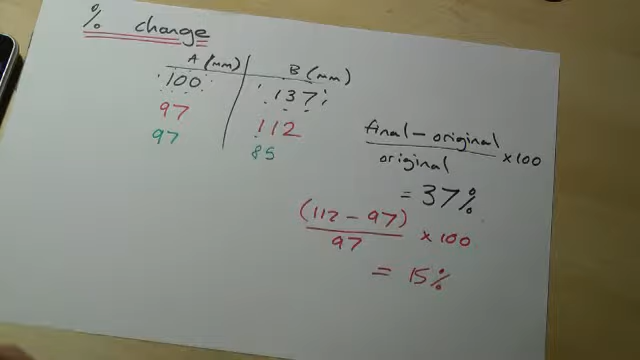 % change
A (mm) B (mm)
100 137
97 112
97 85
final - original
original × 100
= 37%
(112 - 97)
97 × 100
= 15%